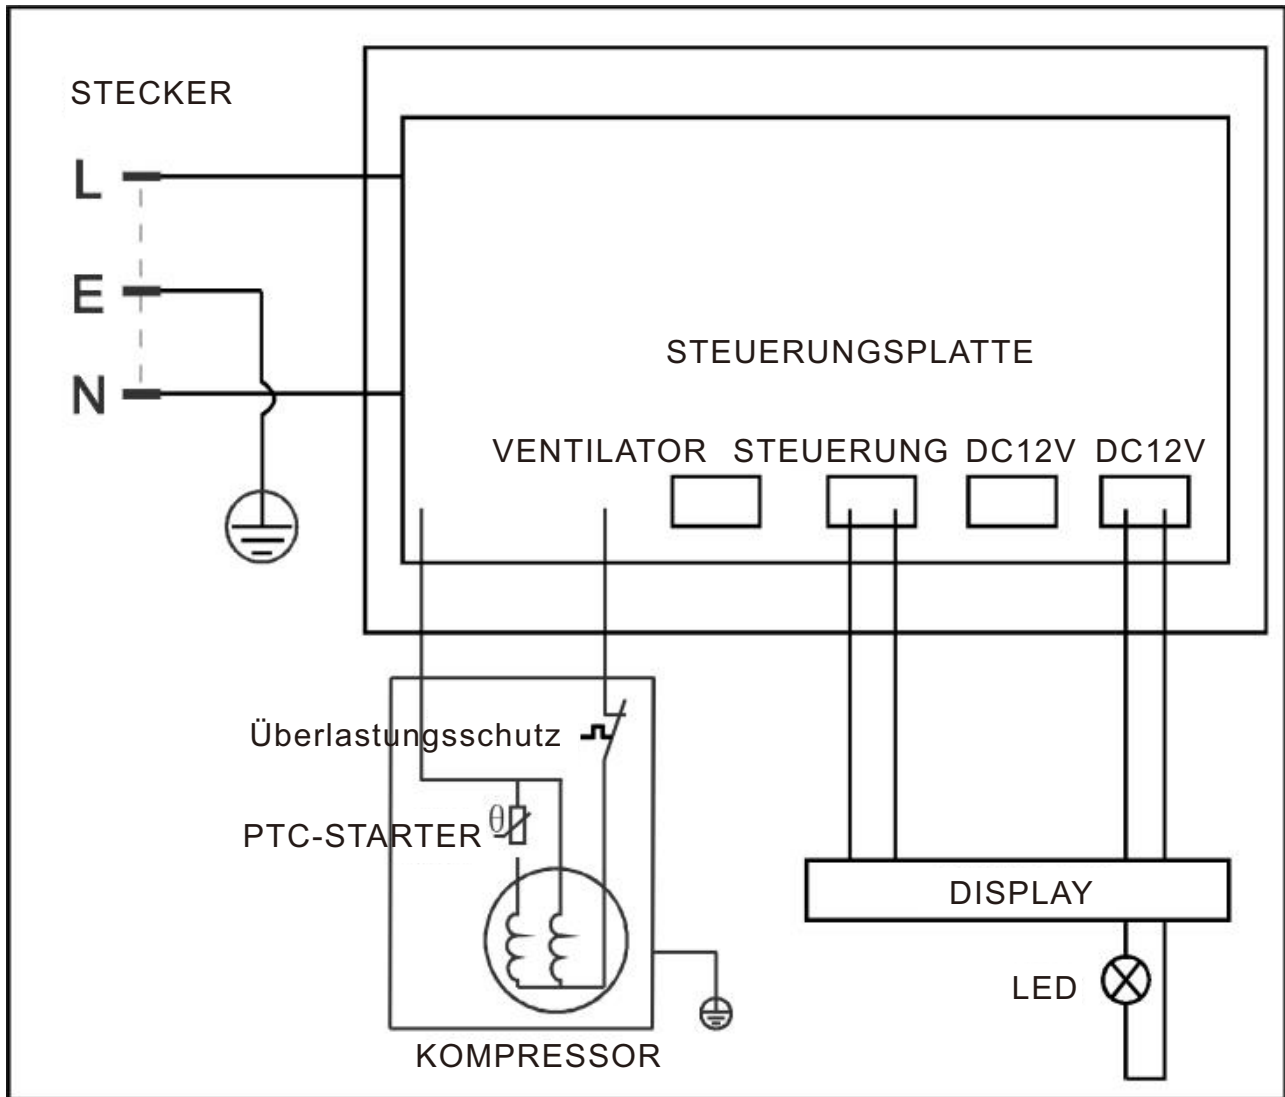 STECKER
L
E
N
STEUERUNGSPLATTE
VENTILATOR STEUERUNG DC12V DC12V
Überlastungsschutz
θ
PTC-STARTER
DISPLAY
LED
KOMPRESSOR